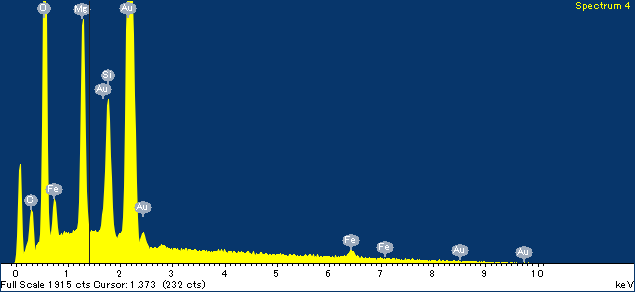 Spectrum 4
O Mg Au
Si
Au
Fe
O Au
Fe Fe Au Au
0 1 2 3 4 5 6 7 8 9 10
Full Scale 1915 cts Cursor: 1.373 (232 cts) keV